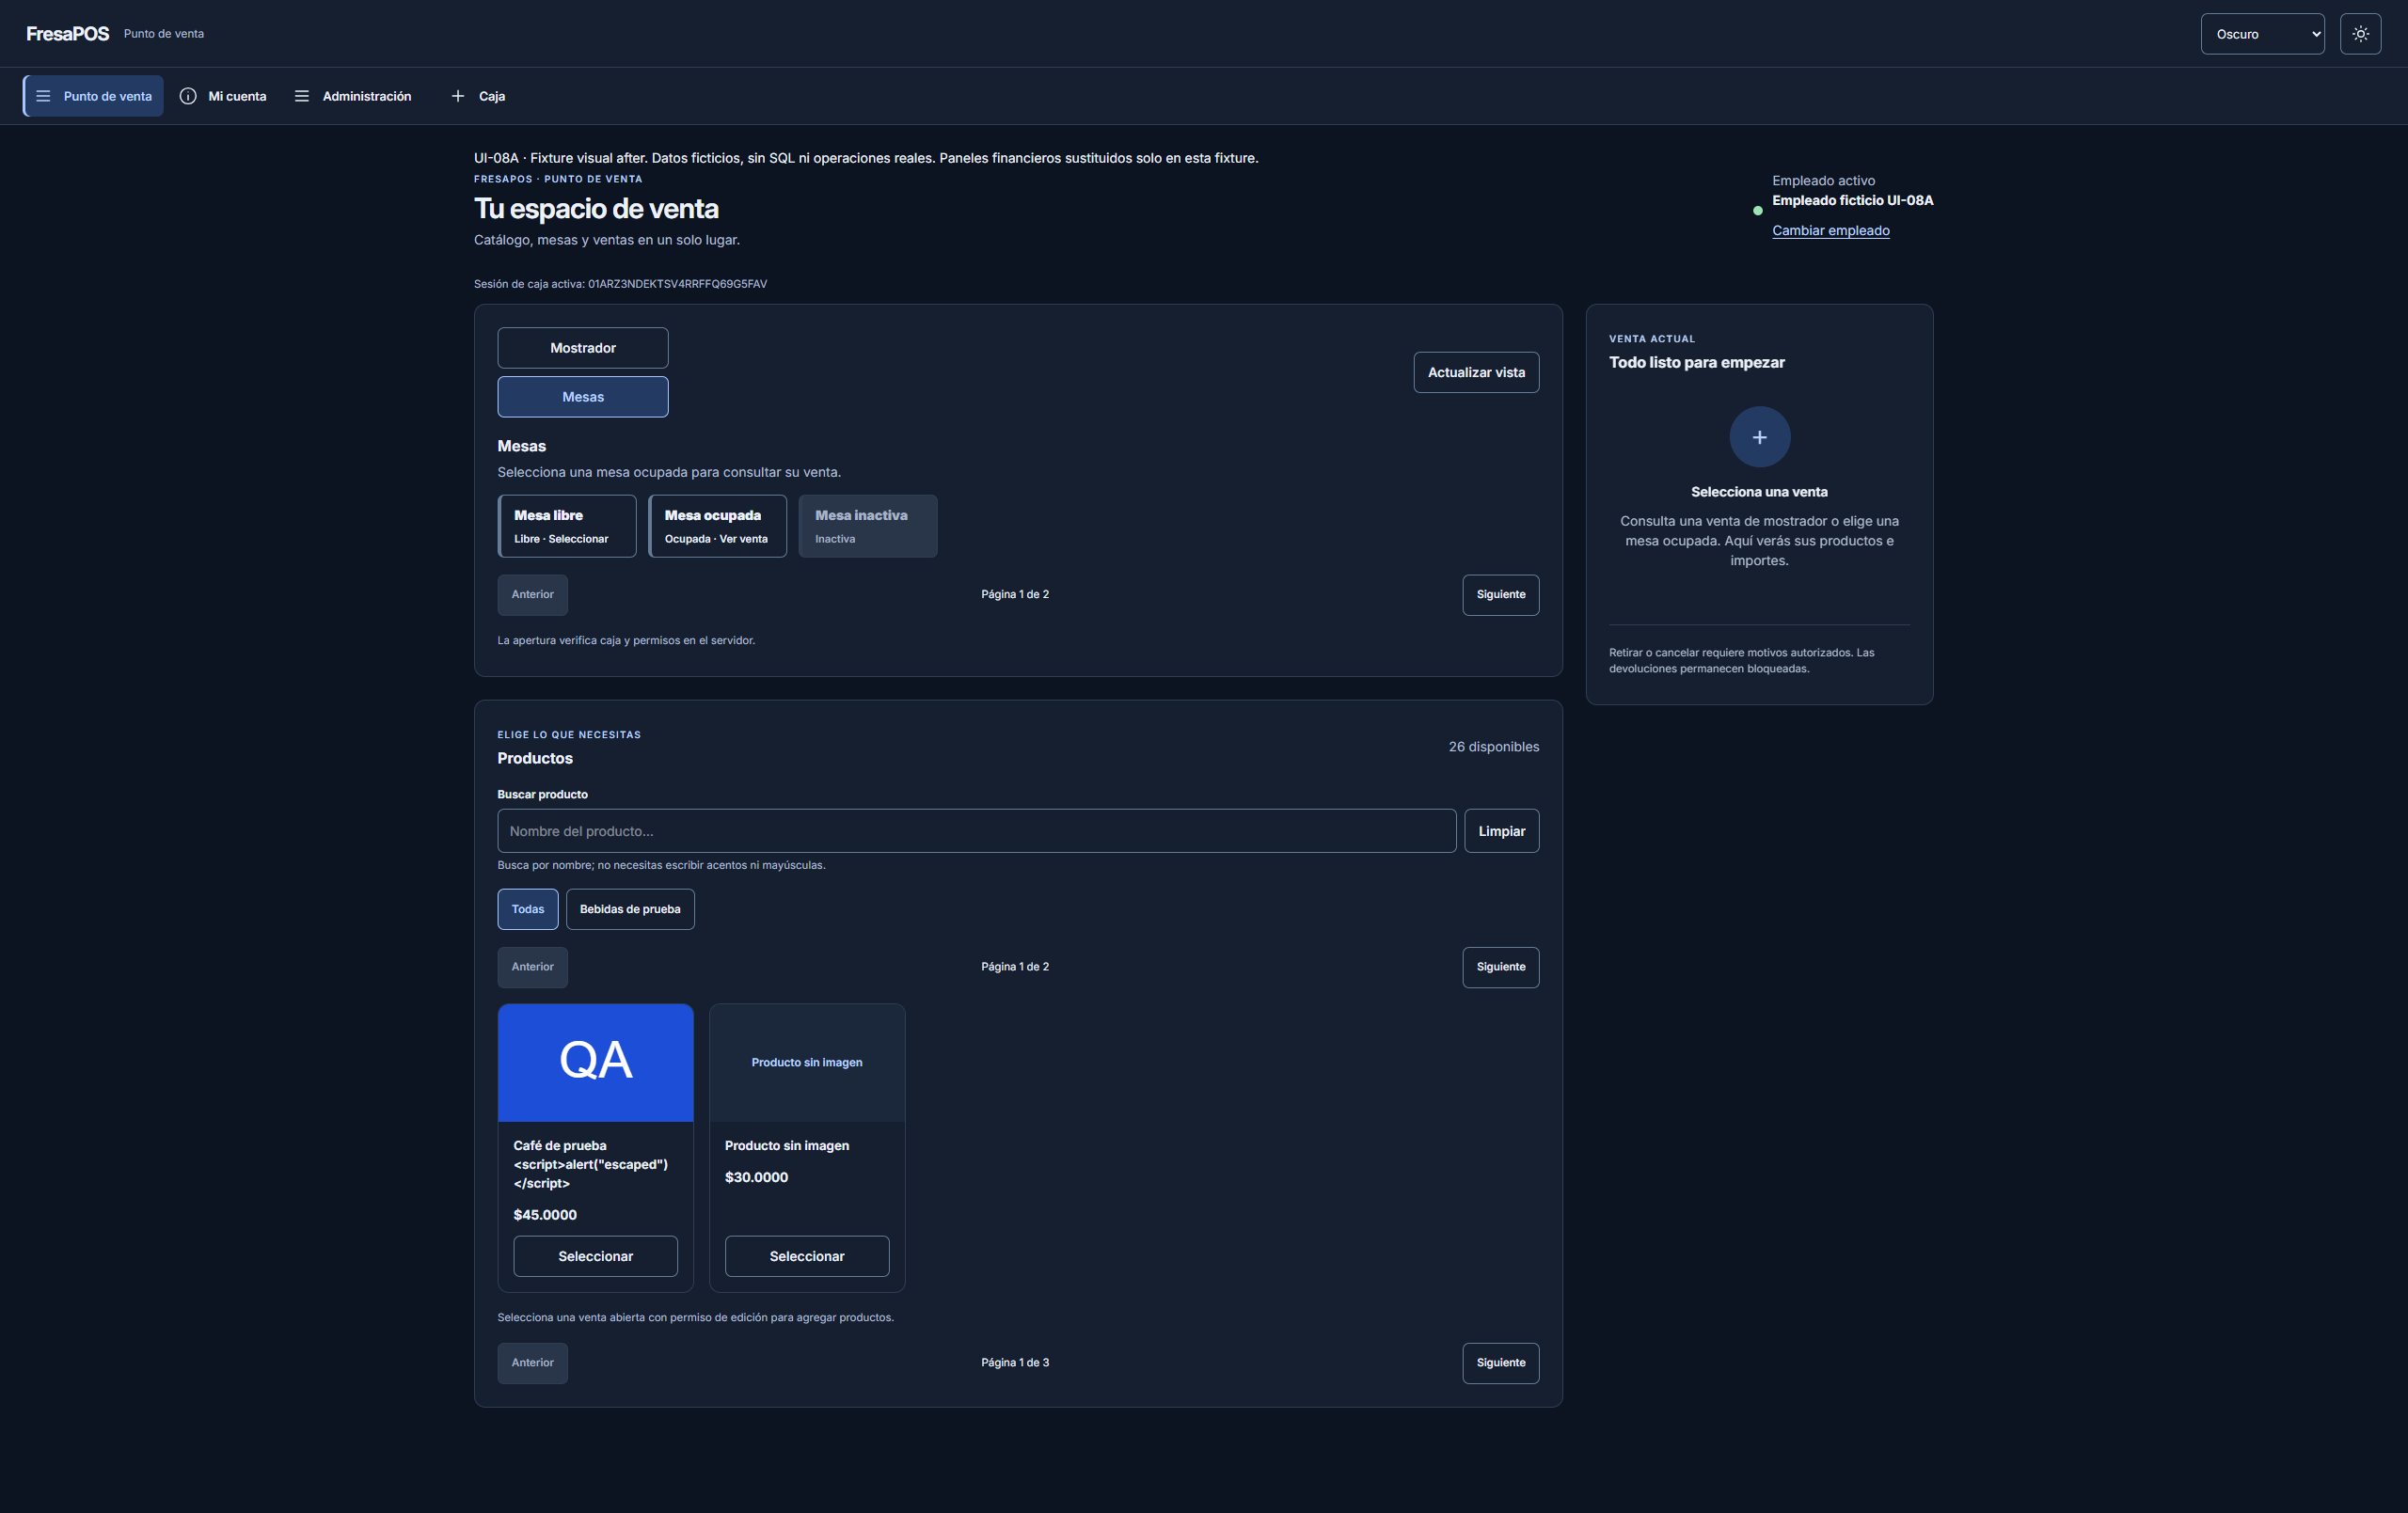 FresaPOS Punto de venta
Oscuro
Punto de venta Mi cuenta Administración Caja
UI-08A · Fixture visual after. Datos ficticios, sin SQL ni operaciones reales. Paneles financieros sustituidos solo en esta fixture.
FRESAPOS · PUNTO DE VENTA
Tu espacio de venta
Catálogo, mesas y ventas en un solo lugar.
Empleado activo
Empleado ficticio UI-08A
Cambiar empleado
Sesión de caja activa: 01ARZ3NDEKTSV4RRFFQ69G5FAV
Mostrador
Mesas
Actualizar vista
Mesas
Selecciona una mesa ocupada para consultar su venta.
Mesa libre
Libre · Seleccionar
Mesa ocupada
Ocupada · Ver venta
Mesa inactiva
Inactiva
Anterior Página 1 de 2 Siguiente
La apertura verifica caja y permisos en el servidor.
VENTA ACTUAL
Todo listo para empezar
+
Selecciona una venta
Consulta una venta de mostrador o elige una
mesa ocupada. Aquí verás sus productos e
importes.
Retirar o cancelar requiere motivos autorizados. Las
devoluciones permanecen bloqueadas.
ELIGE LO QUE NECESITAS
Productos
26 disponibles
Buscar producto
Nombre del producto...
Limpiar
Busca por nombre; no necesitas escribir acentos ni mayúsculas.
Todas Bebidas de prueba
Anterior Página 1 de 2 Siguiente
QA
Café de prueba
<script>alert("escaped")
</script>
$45.0000
Seleccionar
Producto sin imagen
Producto sin imagen
$30.0000
Seleccionar
Selecciona una venta abierta con permiso de edición para agregar productos.
Anterior Página 1 de 3 Siguiente